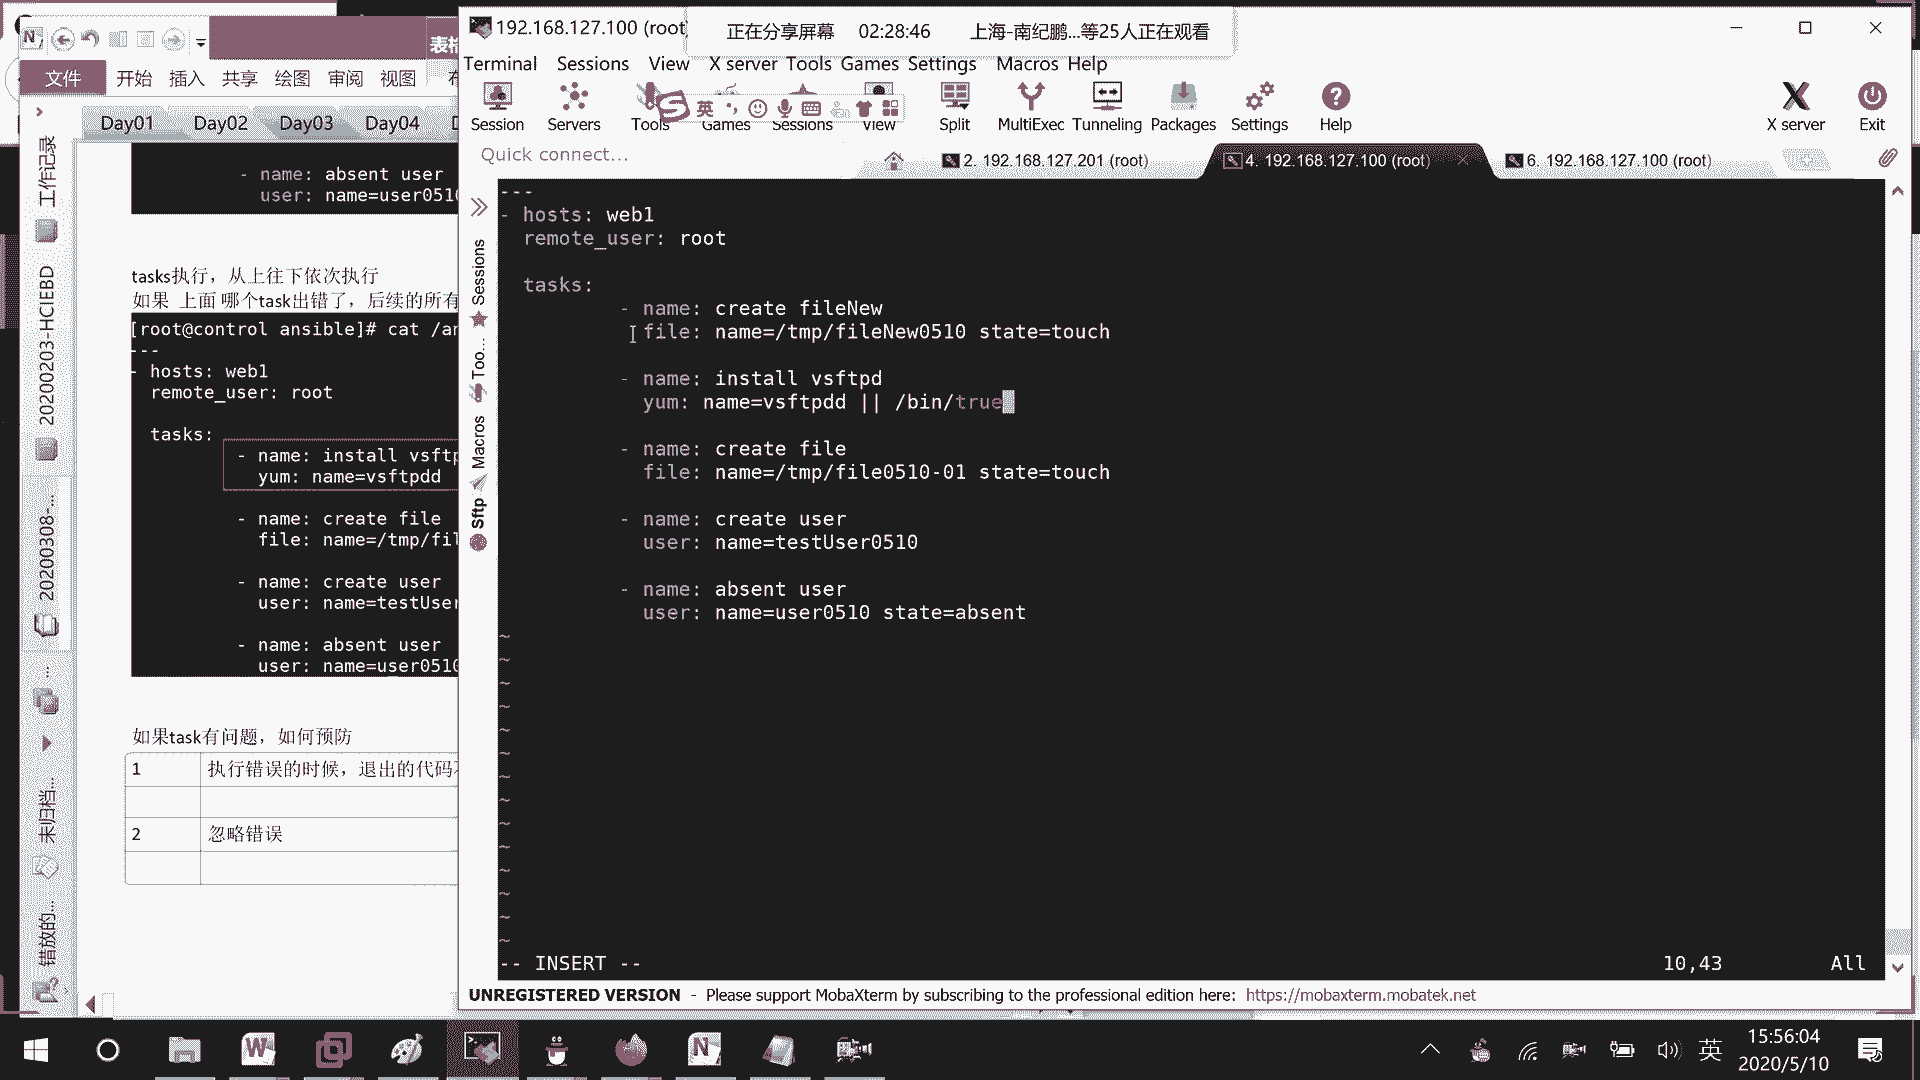 192.168.127.100 (root
正在分享屏幕 02:28:46 上海-南纪鹏...等25人正在观看
Terminal Sessions View X server Tools Games Settings Macros Help
Session Servers Tools Games Sessions View Split MultiExec Tunneling Packages Settings Help X server Exit
英
Quick connect...
2. 192.168.127.201 (root)
4. 192.168.127.100 (root)
6. 192.168.127.100 (root)
文件 开始 插入 共享 绘图 审阅 视图
Day01 Day02 Day03 Day04
工作记录
20200203-HCIEBD
20200308-...
未归档...
错放的...
- name: absent user
user: name=user0510
tasks执行，从上往下依次执行
如果 上面 哪个task出错了，后续的所有
[root@control ansible]# cat /an
---
- hosts: web1
remote_user: root
tasks:
- name: install vsftp
yum: name=vsftpdd
- name: create file
file: name=/tmp/fil
- name: create user
user: name=testUser
- name: absent user
user: name=user0510
如果task有问题，如何预防
1 执行错误的时候，退出的代码
2 忽略错误
Sessions
Too...
Macros
Sftp
---
- hosts: web1
remote_user: root
tasks:
- name: create fileNew
file: name=/tmp/fileNew0510 state=touch
- name: install vsftpd
yum: name=vsftpdd || /bin/true
- name: create file
file: name=/tmp/file0510-01 state=touch
- name: create user
user: name=testUser0510
- name: absent user
user: name=user0510 state=absent
~
~
~
~
~
~
~
~
~
~
~
~
~
~
-- INSERT -- 10,43 All
UNREGISTERED VERSION - Please support MobaXterm by subscribing to the professional edition here: https://mobaxterm.mobatek.net
英
15:56:04
2020/5/10